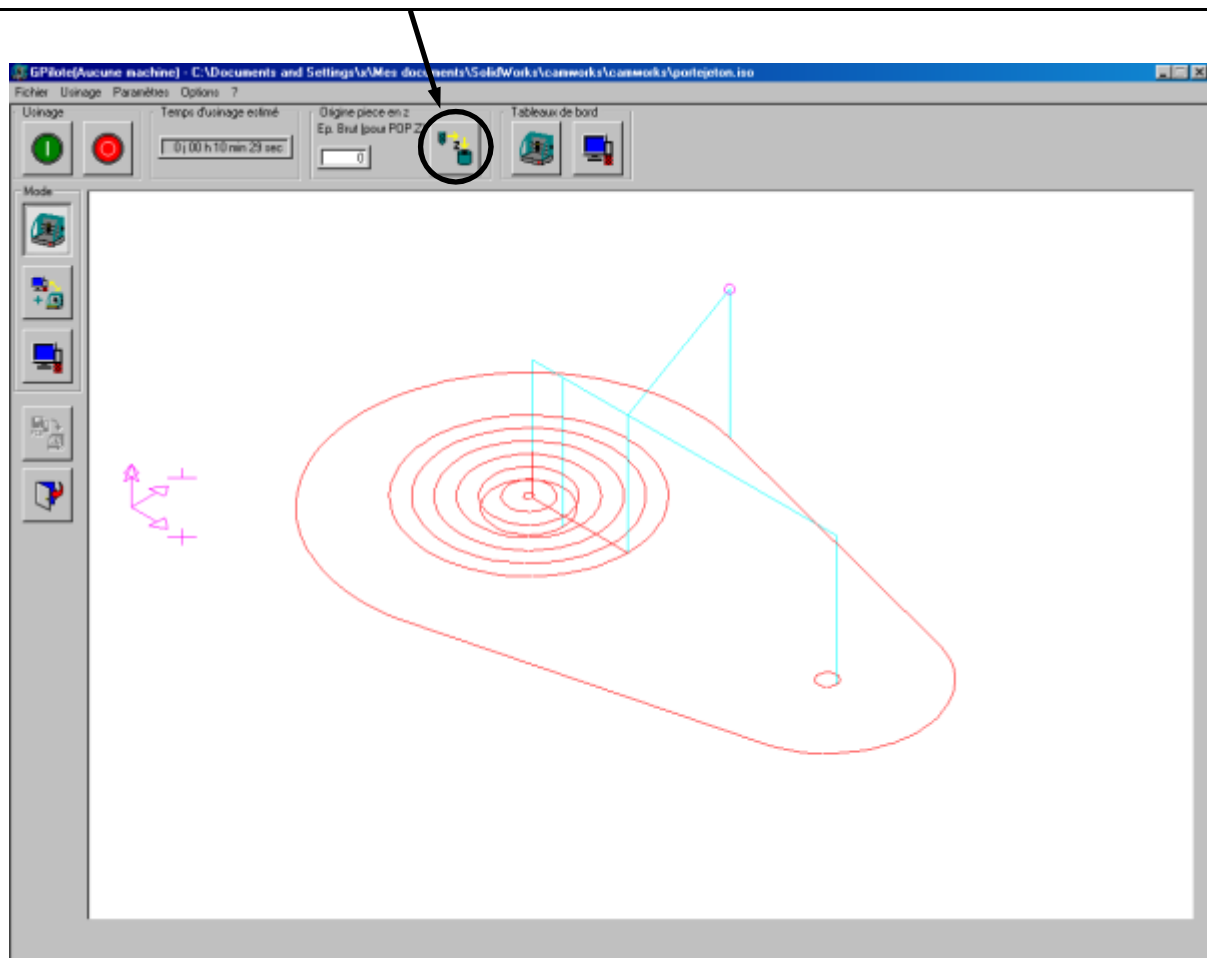 GPilote(Aucune machine) - C:\Documents and Settings\x\Mes documents\SolidWorks\camworks\camworks\portejeton.iso
Fichier Usinage Paramètres Options ?
Usinage
Temps d'usinage estimé
Origine piece en z
Tableaux de bord
Ep. Brut (pour POP Z)
0 j 00 h 10 min 29 sec
0
Z
Mode